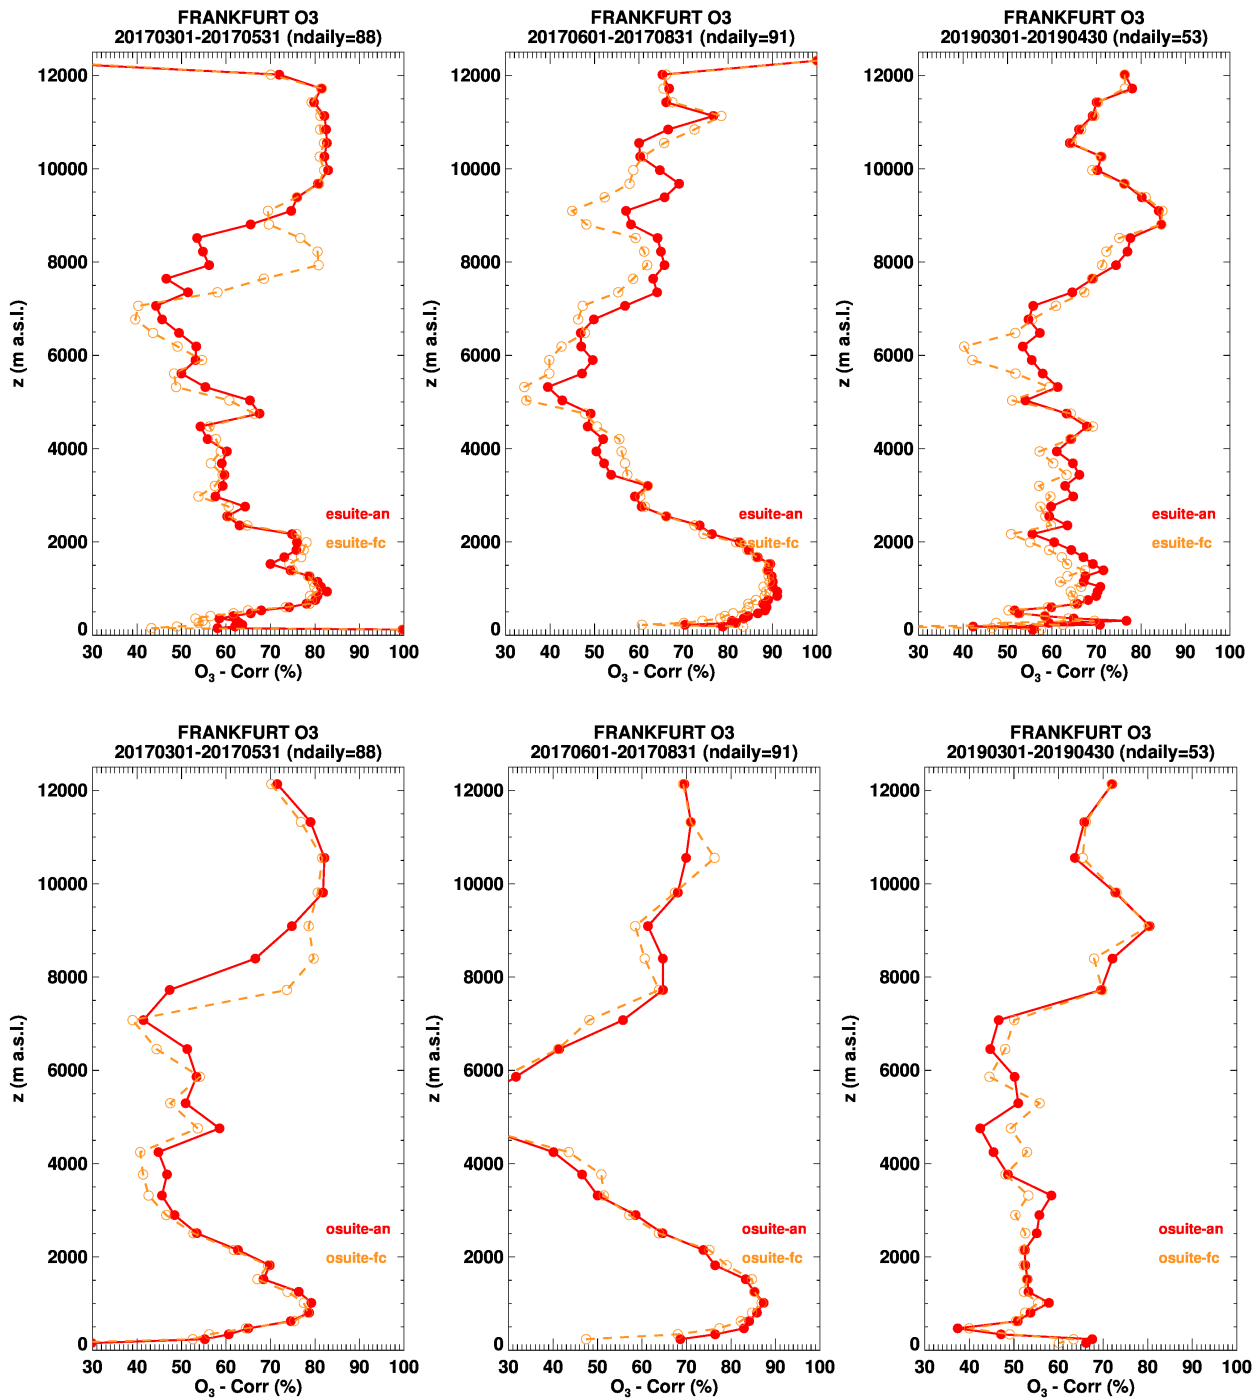 FRANKFURT O3
20170301-20170531 (ndaily=88)
12000
10000
8000
6000
4000
2000
0
z (m a.s.l.)
esuite-an
esuite-fc
30 40 50 60 70 80 90 100
O₃ - Corr (%)
FRANKFURT O3
20170601-20170831 (ndaily=91)
12000
10000
8000
6000
4000
2000
0
z (m a.s.l.)
esuite-an
esuite-fc
30 40 50 60 70 80 90 100
O₃ - Corr (%)
FRANKFURT O3
20190301-20190430 (ndaily=53)
12000
10000
8000
6000
4000
2000
0
z (m a.s.l.)
esuite-an
esuite-fc
30 40 50 60 70 80 90 100
O₃ - Corr (%)
FRANKFURT O3
20170301-20170531 (ndaily=88)
12000
10000
8000
6000
4000
2000
0
z (m a.s.l.)
osuite-an
osuite-fc
30 40 50 60 70 80 90 100
O₃ - Corr (%)
FRANKFURT O3
20170601-20170831 (ndaily=91)
12000
10000
8000
6000
4000
2000
0
z (m a.s.l.)
osuite-an
osuite-fc
30 40 50 60 70 80 90 100
O₃ - Corr (%)
FRANKFURT O3
20190301-20190430 (ndaily=53)
12000
10000
8000
6000
4000
2000
0
z (m a.s.l.)
osuite-an
osuite-fc
30 40 50 60 70 80 90 100
O₃ - Corr (%)